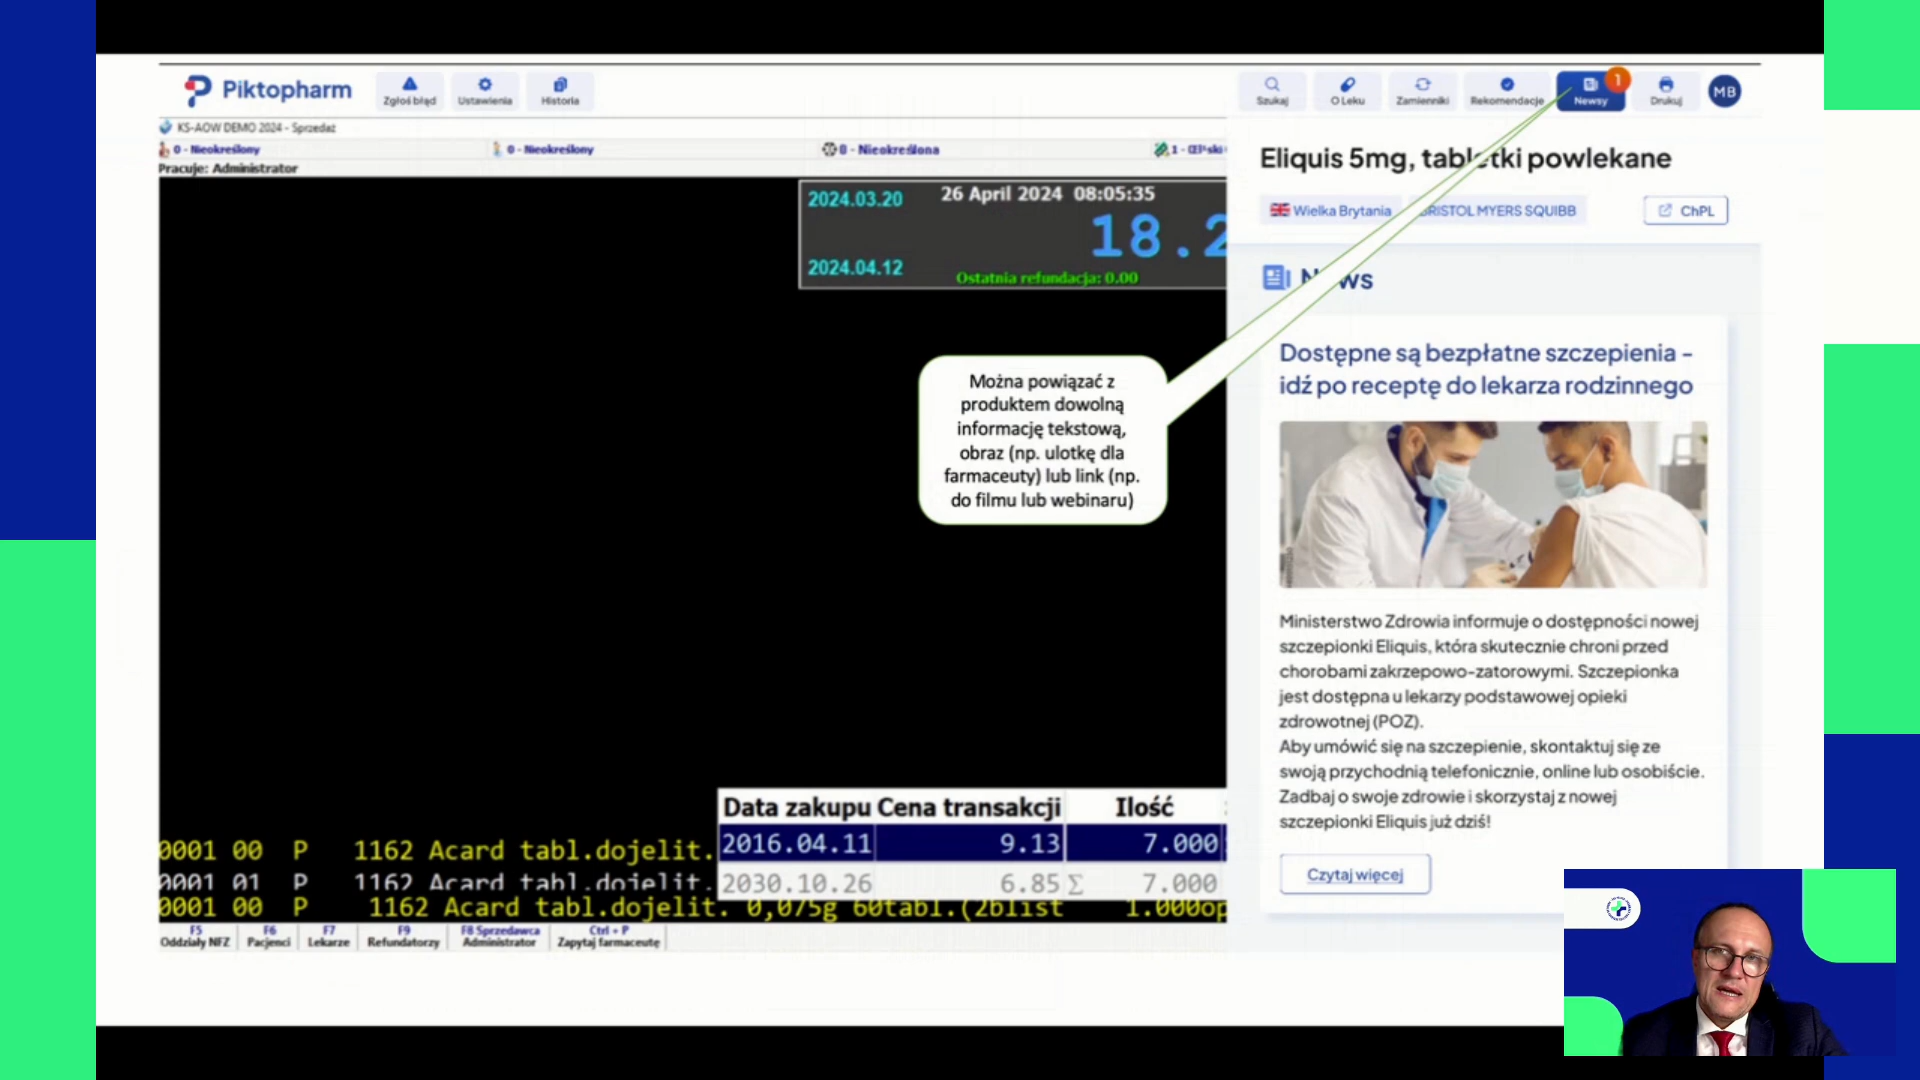 Piktopharm
Zgłoś błąd
Ustawienia
Historia
Szukaj
O Leku
Zamienniki
Rekomendacje
Newsy
1
Drukuj
MB
KS-AOW DEMO 2024 - Sprzedaż
0 - Nieokreślony
0 - Nieokreślony
0 - Nieokreślona
Pracuje: Administrator
2024.03.20
26 April 2024 08:05:35
18.2
2024.04.12
Ostatnia refundacja: 0.00
Eliquis 5mg, tabletki powlekane
Wielka Brytania
BRISTOL MYERS SQUIBB
ChPL
News
Dostępne są bezpłatne szczepienia -
idź po receptę do lekarza rodzinnego
Można powiązać z
produktem dowolną
informację tekstową,
obraz (np. ulotkę dla
farmaceuty) lub link (np.
do filmu lub webinaru)
Ministerstwo Zdrowia informuje o dostępności nowej
szczepionki Eliquis, która skutecznie chroni przed
chorobami zakrzepowo-zatorowymi. Szczepionka
jest dostępna u lekarzy podstawowej opieki
zdrowotnej (POZ).
Aby umówić się na szczepienie, skontaktuj się ze
swoją przychodnią telefonicznie, online lub osobiście.
Zadbaj o swoje zdrowie i skorzystaj z nowej
szczepionki Eliquis już dziś!
Czytaj więcej
Data zakupu Cena transakcji Ilość
2016.04.11 9.13 7.000
2030.10.26 6.85 Σ 7.000
0001 00 P 1162 Acard tabl.dojelit.
0001 01 P 1162 Acard tabl.dojelit.
0001 00 P 1162 Acard tabl.dojelit. 0,075g 60tabl.(2blist 1.000op
F5 Oddziały NFZ
F6 Pacjenci
F7 Lekarze
F9 Refundatorzy
F8 Sprzedawca Administrator
Ctrl + P Zapytaj farmaceutę